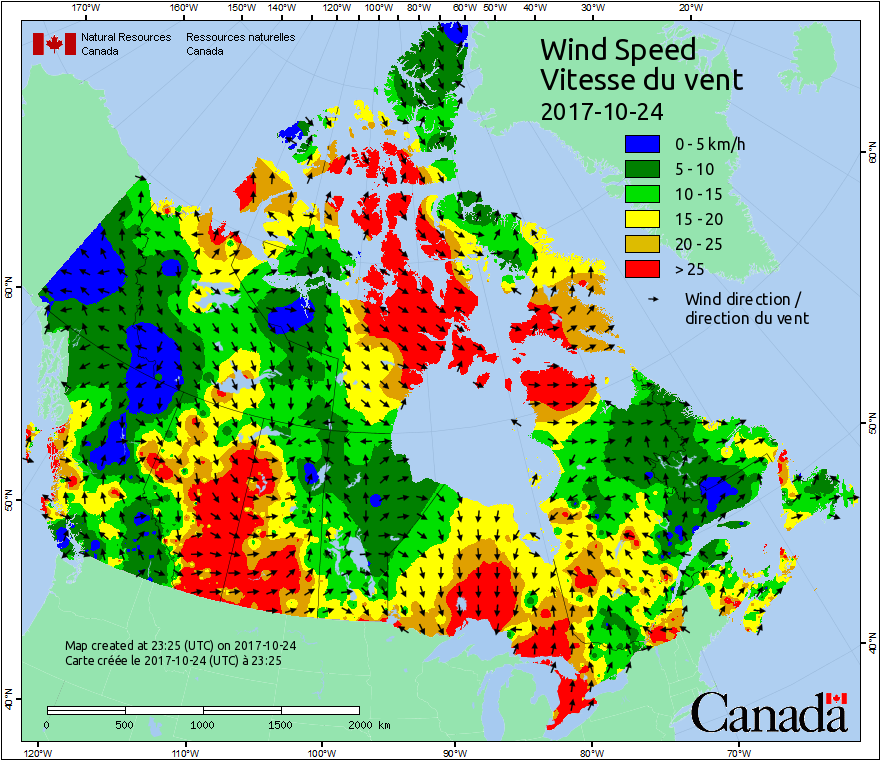 170°W 160°W 150°W 140°W 130°W 120°W 110°W 100°W 90°W 80°W 60°W 50°W 40°W 30°W 20°W
Natural Resources Canada
Ressources naturelles Canada
Wind Speed
Vitesse du vent
2017-10-24
0 - 5 km/h
5 - 10
10 - 15
15 - 20
20 - 25
> 25
Wind direction /
direction du vent
60°N
50°N
40°N
60°N
50°N
40°N
Map created at 23:25 (UTC) on 2017-10-24
Carte créée le 2017-10-24 (UTC) à 23:25
0 500 1000 1500 2000 km
Canada
120°W 110°W 100°W 90°W 80°W 70°W